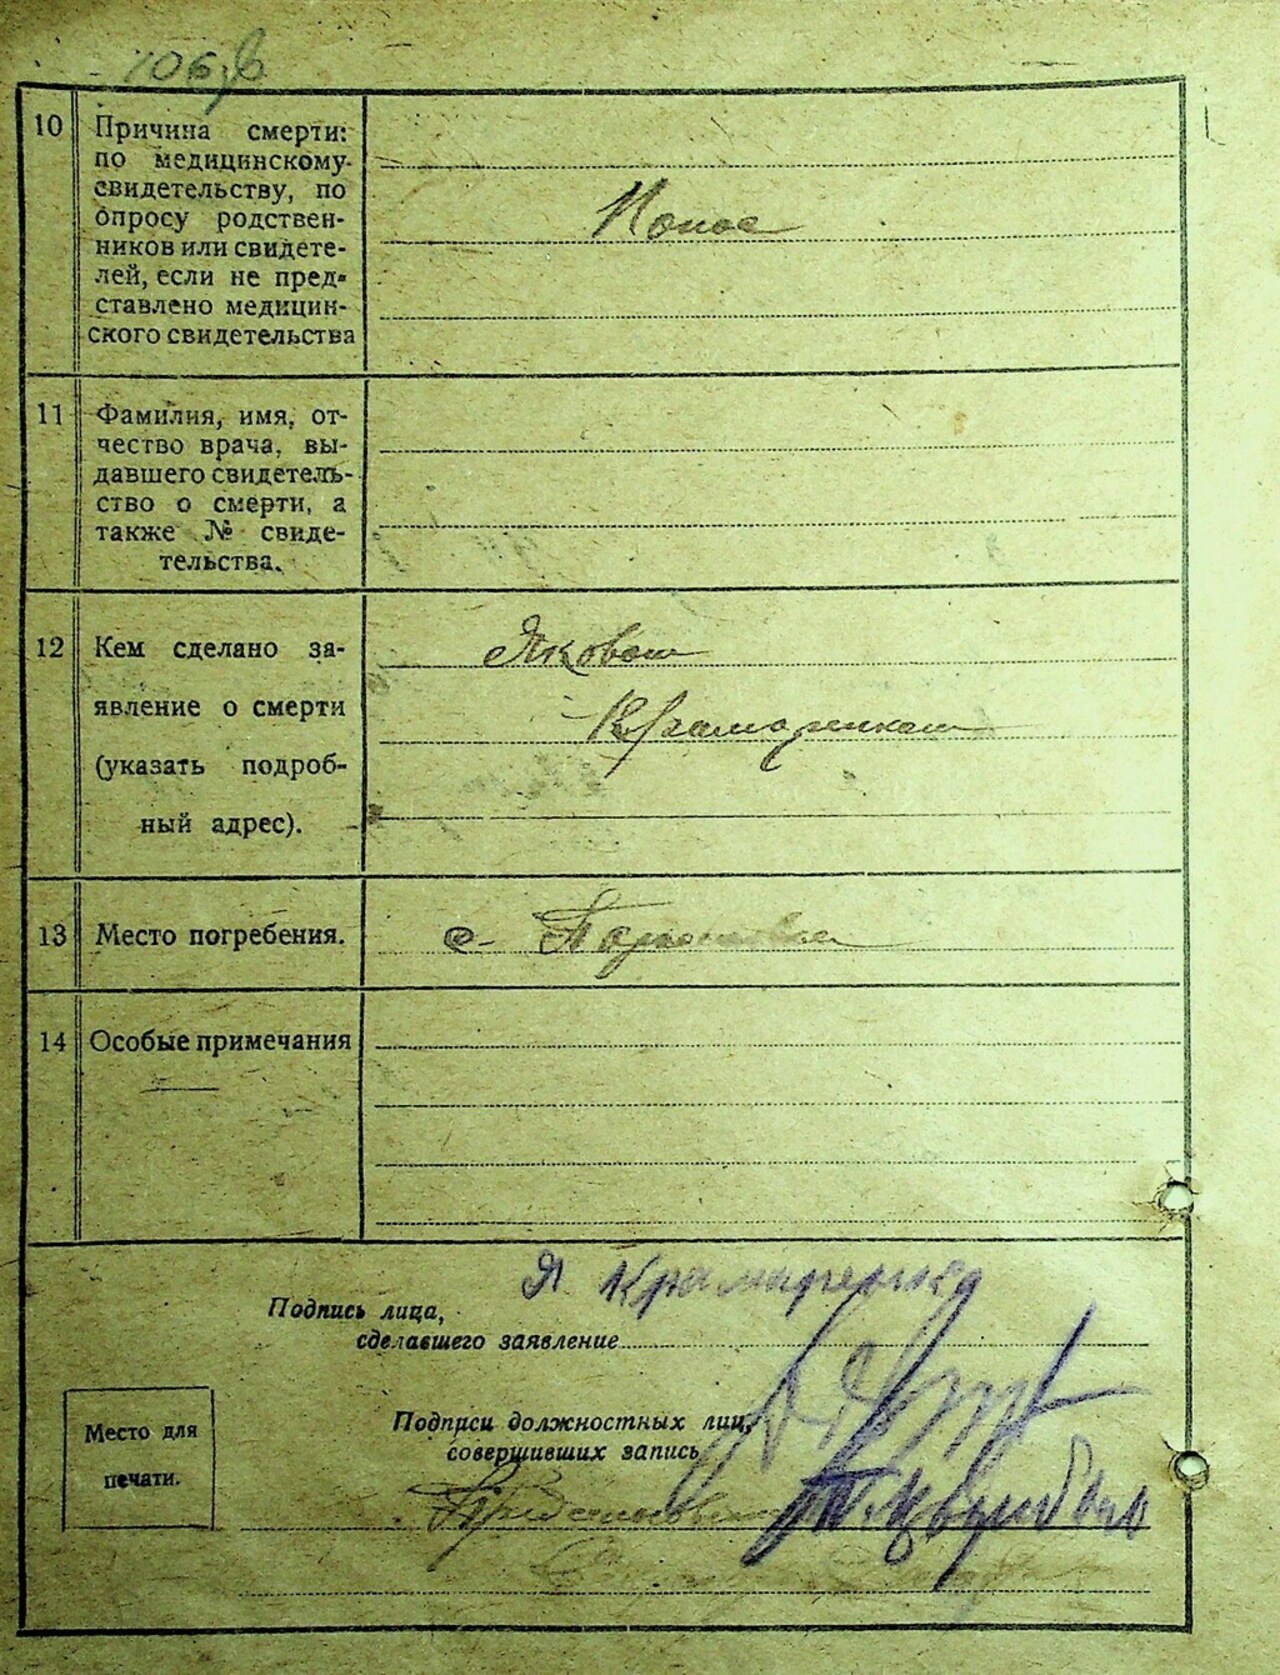 10 Причина смерти:
по медицинскому
свидетельству, по
опросу родствен-
ников или свидете-
лей, если не пред-
ставлено медицин-
ского свидетельства
Понос
11 Фамилия, имя, от-
чество врача, вы-
давшего свидетель-
ство о смерти, а
также № свиде-
тельства.
12 Кем сделано за-
явление о смерти
(указать подроб-
ный адрес).
Яковом
Крамаренком
13 Место погребения.
с.
14 Особые примечания
Я Крамаренко
Подпись лица,
сделавшего заявление
Подписи должностных лиц,
совершивших запись
Место для
печати.